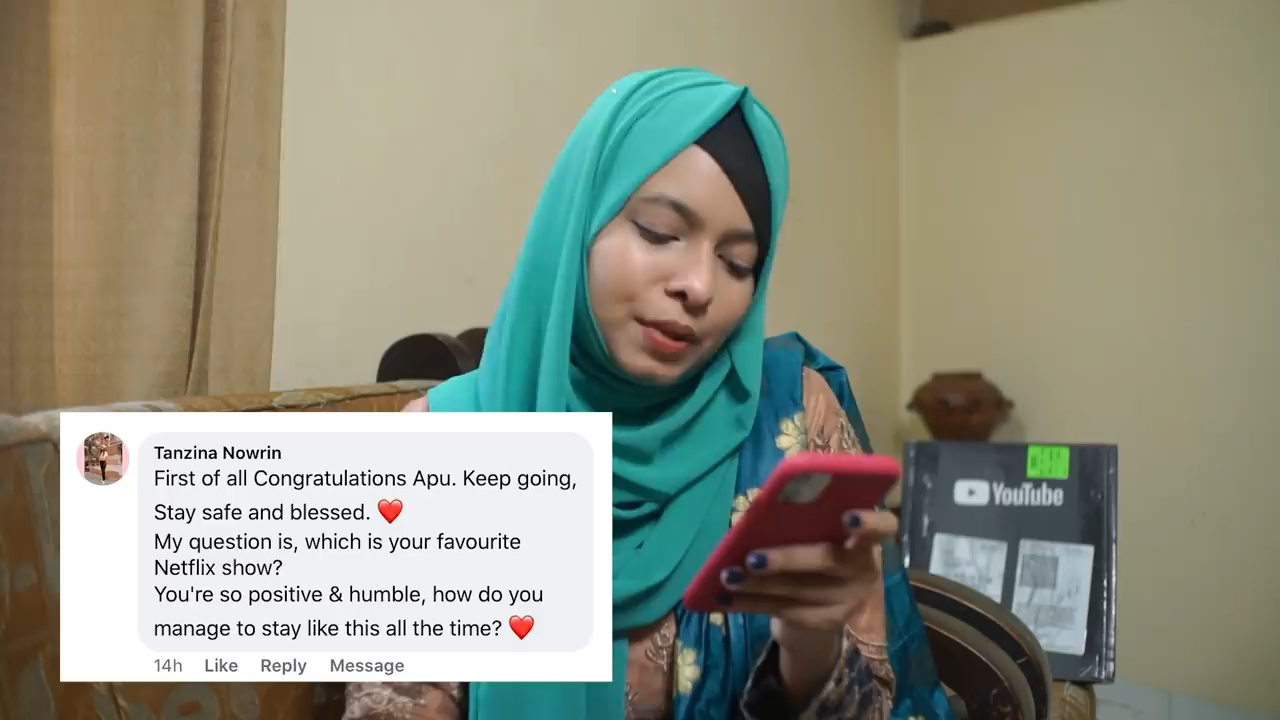 Tanzina Nowrin
First of all Congratulations Apu. Keep going,
Stay safe and blessed. ❤️
My question is, which is your favourite
Netflix show?
You're so positive & humble, how do you
manage to stay like this all the time? ❤️
14h Like Reply Message
YouTube